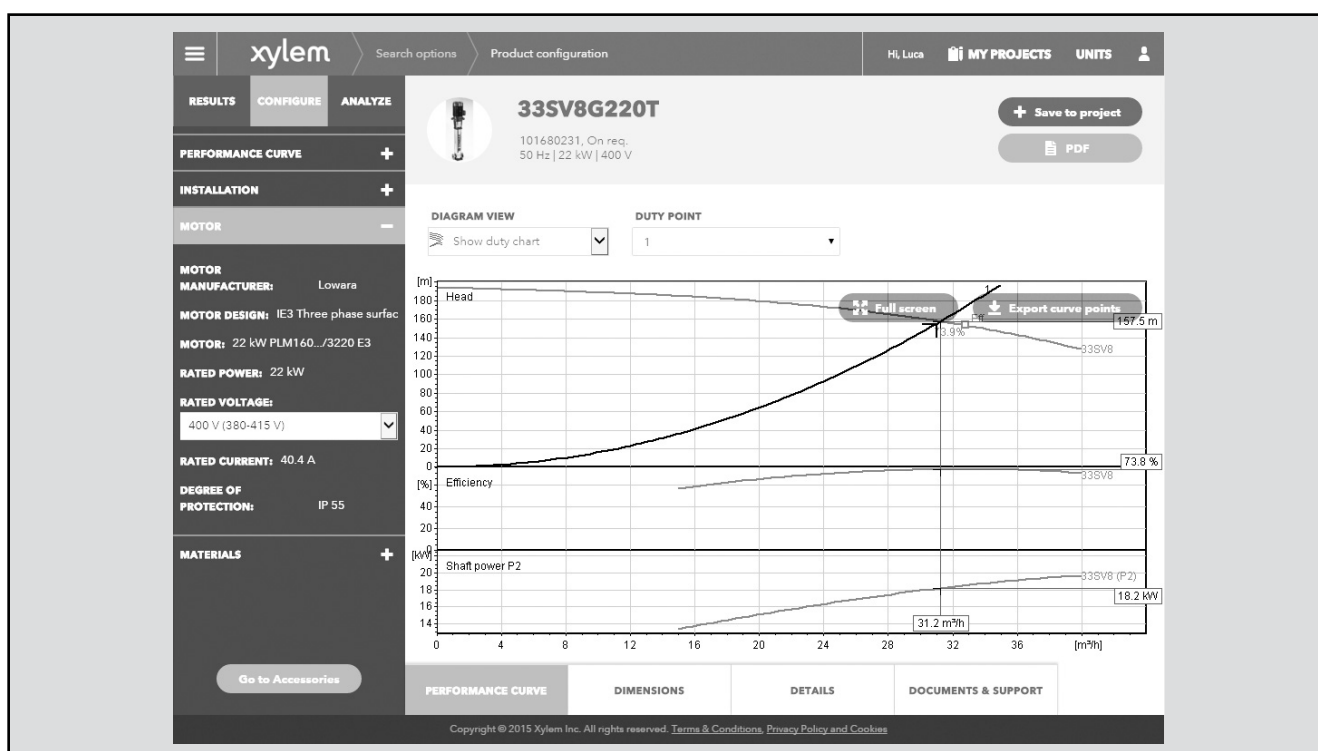 xylem
Search options
Product configuration
Hi, Luca
MY PROJECTS
UNITS
RESULTS
CONFIGURE
ANALYZE
PERFORMANCE CURVE +
INSTALLATION +
MOTOR −
MOTOR
MANUFACTURER: Lowara
MOTOR DESIGN: IE3 Three phase surfac
MOTOR: 22 kW PLM160.../3220 E3
RATED POWER: 22 kW
RATED VOLTAGE:
400 V (380-415 V)
RATED CURRENT: 40.4 A
DEGREE OF
PROTECTION: IP 55
MATERIALS +
Go to Accessories
33SV8G220T
101680231, On req.
50 Hz | 22 kW | 400 V
+ Save to project
PDF
DIAGRAM VIEW
Show duty chart
DUTY POINT
1
[m]
Head
180
160
140
120
100
80
60
40
20
0
1
Full screen
Export curve points
Eff
157.5 m
3.9%
33SV8
73.8 %
[%]
Efficiency
33SV8
40
20
0
[kW]
Shaft power P2
20
18
16
14
33SV8 (P2)
18.2 kW
31.2 m³/h
0 4 8 12 16 20 24 28 32 36 [m³/h]
PERFORMANCE CURVE
DIMENSIONS
DETAILS
DOCUMENTS & SUPPORT
Copyright © 2015 Xylem Inc. All rights reserved. Terms & Conditions, Privacy Policy and Cookies